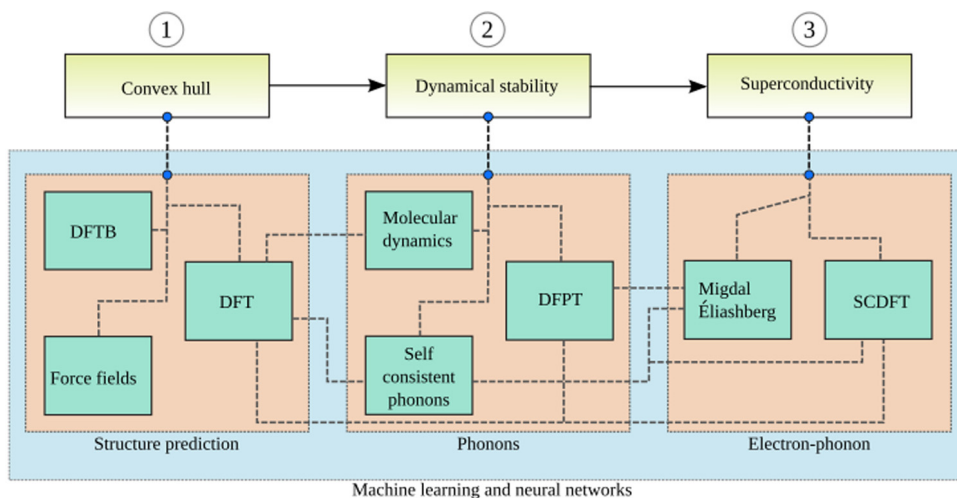 1
2
3
Convex hull
Dynamical stability
Superconductivity
DFTB
DFT
Force fields
Structure prediction
Molecular
dynamics
DFPT
Self
consistent
phonons
Phonons
Migdal
Éliashberg
SCDFT
Electron-phonon
Machine learning and neural networks